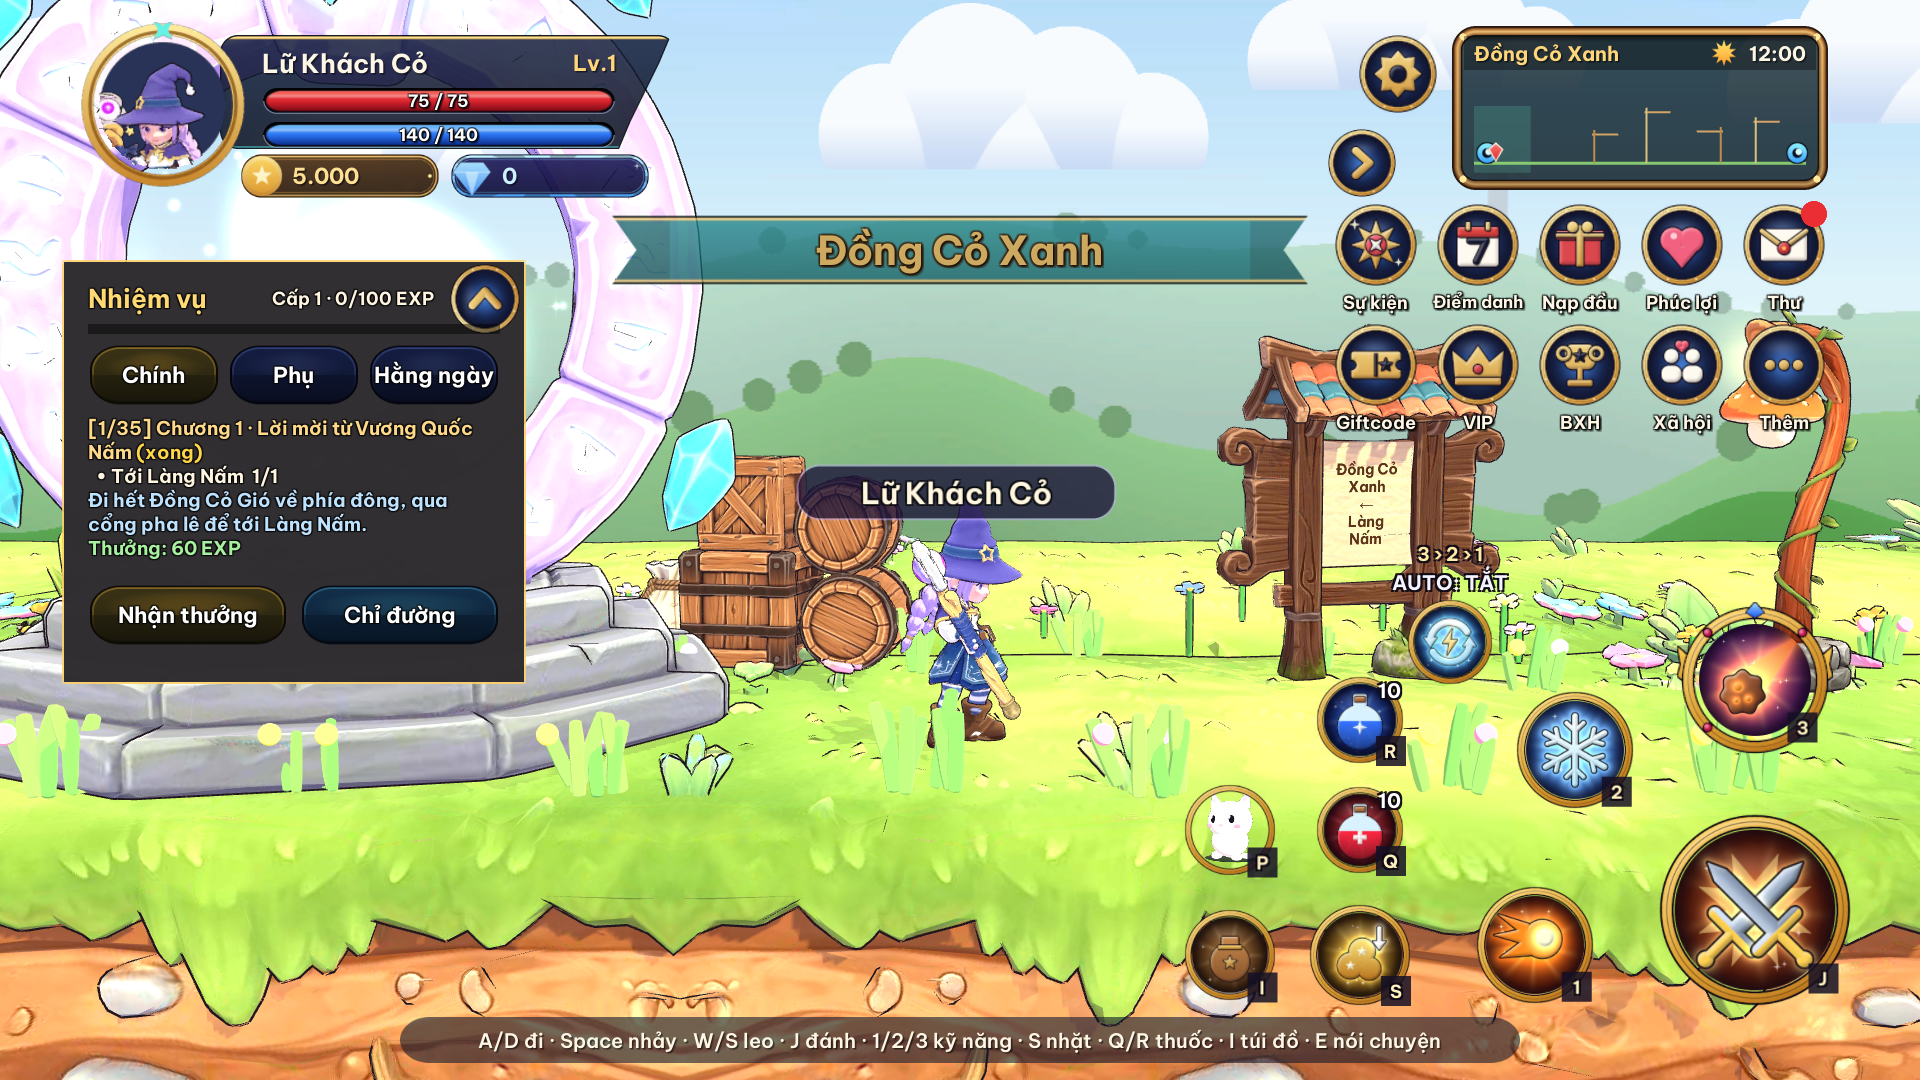 Lữ Khách Cỏ
Lv.1
75 / 75
140 / 140
5.000
0
Đồng Cỏ Xanh
12:00
Đồng Cỏ Xanh
Sự kiện
7
Điểm danh
Nạp đầu
Phúc lợi
Thư
Giftcode
VIP
BXH
Xã hội
Thêm
Nhiệm vụ
Cấp 1 · 0/100 EXP
Chính
Phụ
Hằng ngày
[1/35] Chương 1 · Lời mời từ Vương Quốc
Nấm (xong)
• Tới Làng Nấm 1/1
Đi hết Đồng Cỏ Gió về phía đông, qua
cổng pha lê để tới Làng Nấm.
Thưởng: 60 EXP
Nhận thưởng
Chỉ đường
Lữ Khách Cỏ
Đồng Cỏ
Xanh
←
Làng
Nấm
3 › 2 › 1
AUTO: TẮT
10
R
3
2
10
Q
P
I
S
1
J
A/D đi · Space nhảy · W/S leo · J đánh · 1/2/3 kỹ năng · S nhặt · Q/R thuốc · I túi đồ · E nói chuyện